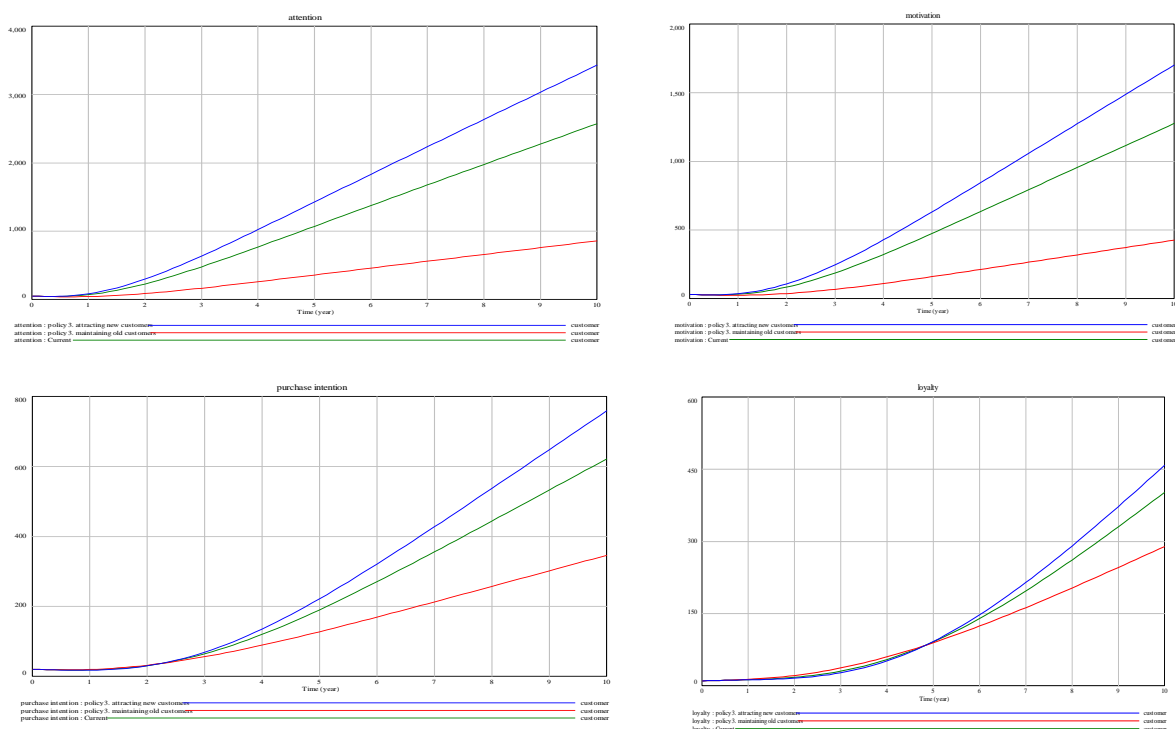 attention
4,000
3,000
2,000
1,000
0
0 1 2 3 4 5 6 7 8 9 10
Time (year)
attention : policy 3. attracting new customers customer
attention : policy 3. maintaining old customers customer
attention : Current customer
motivation
2,000
1,500
1,000
500
0
0 1 2 3 4 5 6 7 8 9 10
Time (year)
motivation : policy3. attracting new customers customer
motivation : policy3. maintaining old customers customer
motivation : Current customer
purchase intention
800
600
400
200
0
0 1 2 3 4 5 6 7 8 9 10
Time (year)
purchase intention : policy3. attracting new customers customer
purchase intention : policy3. maintaining old customers customer
purchase intention : Current customer
loyalty
600
450
300
150
0
0 1 2 3 4 5 6 7 8 9 10
Time (year)
loyalty : policy3. attracting new customers customer
loyalty : policy3. maintaining old customers customer
loyalty : Current customer